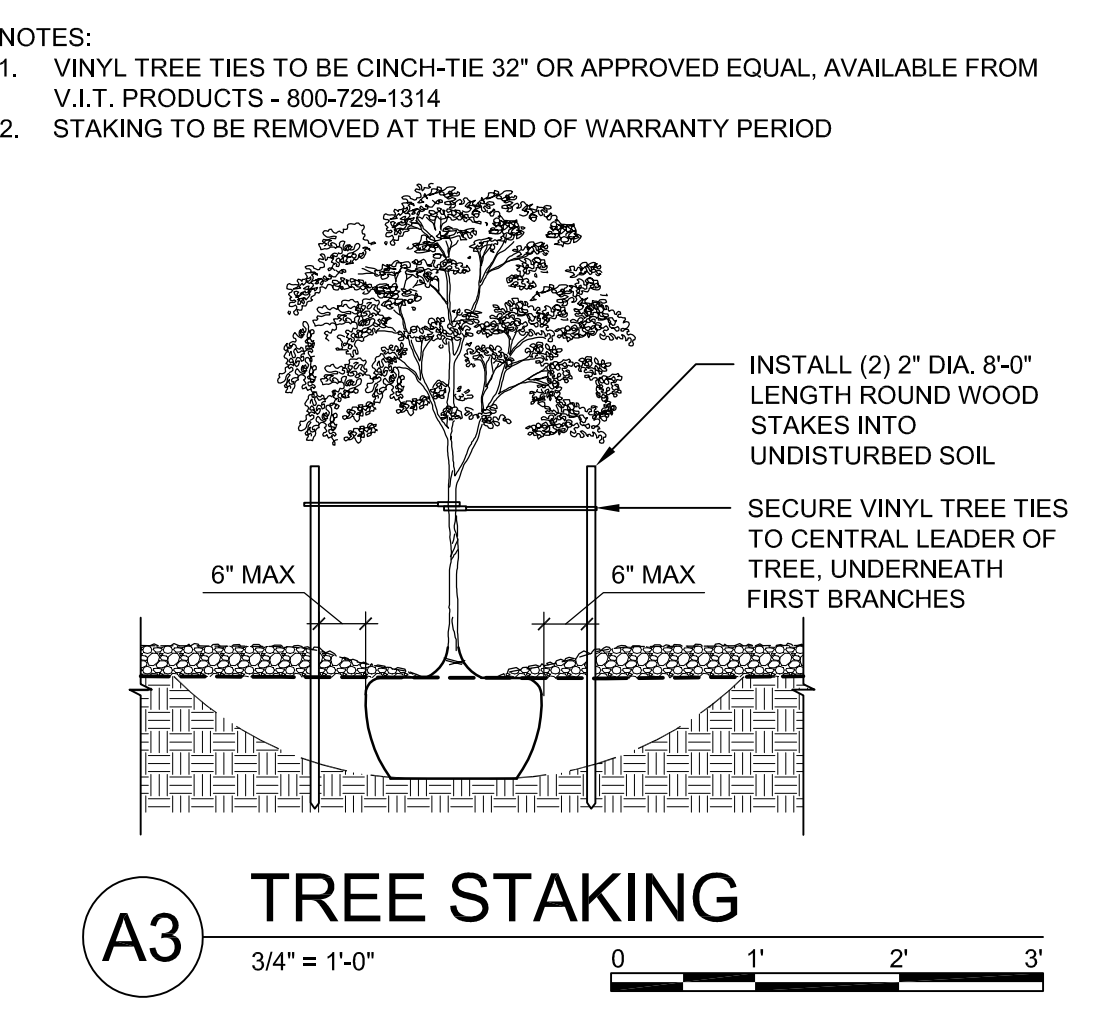 NOTES:
1. VINYL TREE TIES TO BE CINCH-TIE 32" OR APPROVED EQUAL, AVAILABLE FROM
V.I.T. PRODUCTS - 800-729-1314
2. STAKING TO BE REMOVED AT THE END OF WARRANTY PERIOD
INSTALL (2) 2" DIA. 8'-0"
LENGTH ROUND WOOD
STAKES INTO
UNDISTURBED SOIL
SECURE VINYL TREE TIES
TO CENTRAL LEADER OF
TREE, UNDERNEATH
FIRST BRANCHES
6" MAX
6" MAX
A3
TREE STAKING
3/4" = 1'-0"
0 1' 2' 3'